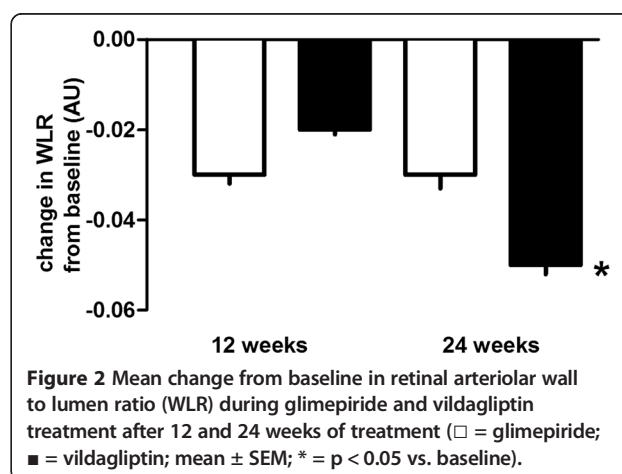 0.00
-0.02
-0.04
-0.06
change in WLR
from baseline (AU)
*
12 weeks 24 weeks
Figure 2 Mean change from baseline in retinal arteriolar wall
to lumen ratio (WLR) during glimepiride and vildagliptin
treatment after 12 and 24 weeks of treatment (□ = glimepiride;
■ = vildagliptin; mean ± SEM; * = p < 0.05 vs. baseline).